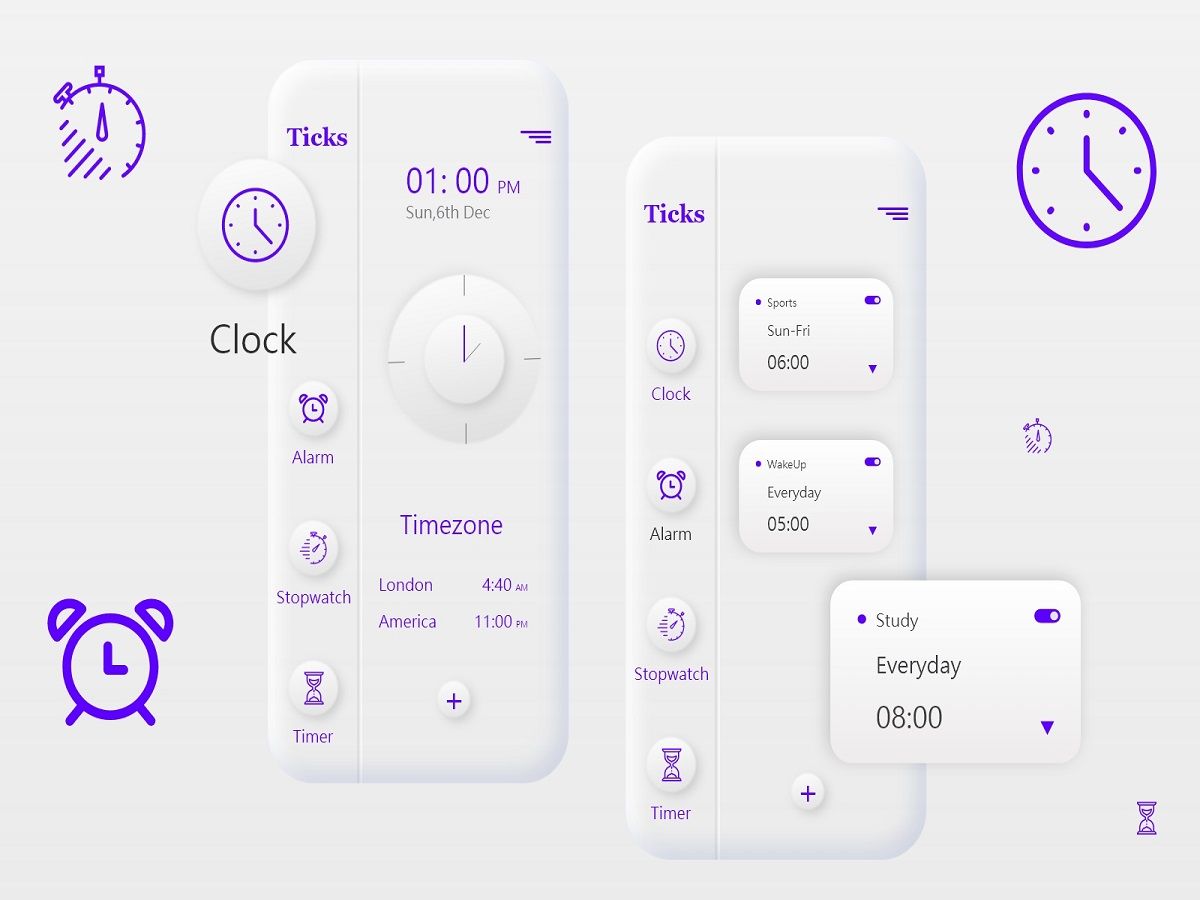 Ticks
01: 00 PM
Sun,6th Dec
Clock
Alarm
Stopwatch
Timer
Timezone
London 4:40 AM
America 11:00 PM
+
Ticks
Clock
Alarm
Stopwatch
Timer
Sports
Sun-Fri
06:00
WakeUp
Everyday
05:00
Study
Everyday
08:00
+